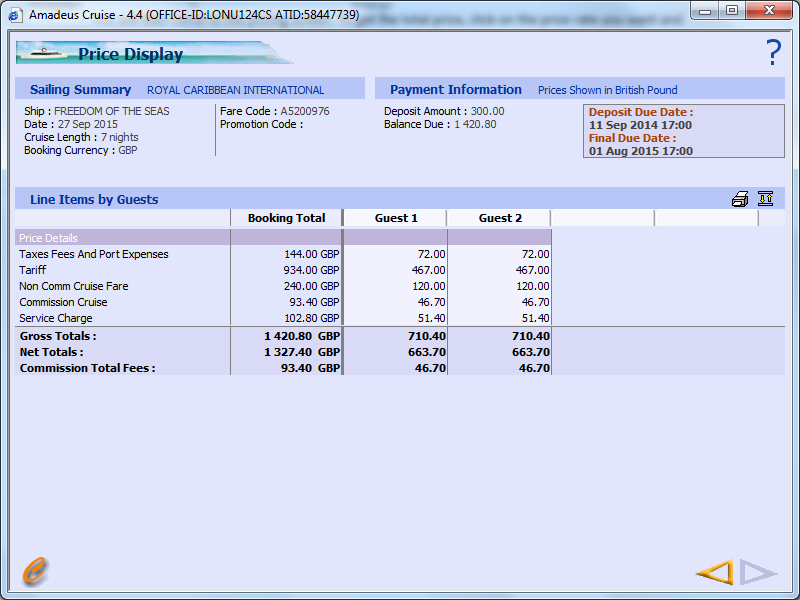 Amadeus Cruise - 4.4 (OFFICE-ID:LONU124CS ATID:58447739)
Price Display
?
Sailing Summary ROYAL CARIBBEAN INTERNATIONAL
Payment Information Prices Shown in British Pound
Ship : FREEDOM OF THE SEAS
Date : 27 Sep 2015
Cruise Length : 7 nights
Booking Currency : GBP
Fare Code : A5200976
Promotion Code :
Deposit Amount : 300.00
Balance Due : 1 420.80
Deposit Due Date :
11 Sep 2014 17:00
Final Due Date :
01 Aug 2015 17:00
Line Items by Guests
Booking Total Guest 1 Guest 2
Price Details
Taxes Fees And Port Expenses 144.00 GBP 72.00 72.00
Tariff 934.00 GBP 467.00 467.00
Non Comm Cruise Fare 240.00 GBP 120.00 120.00
Commission Cruise 93.40 GBP 46.70 46.70
Service Charge 102.80 GBP 51.40 51.40
Gross Totals : 1 420.80 GBP 710.40 710.40
Net Totals : 1 327.40 GBP 663.70 663.70
Commission Total Fees : 93.40 GBP 46.70 46.70